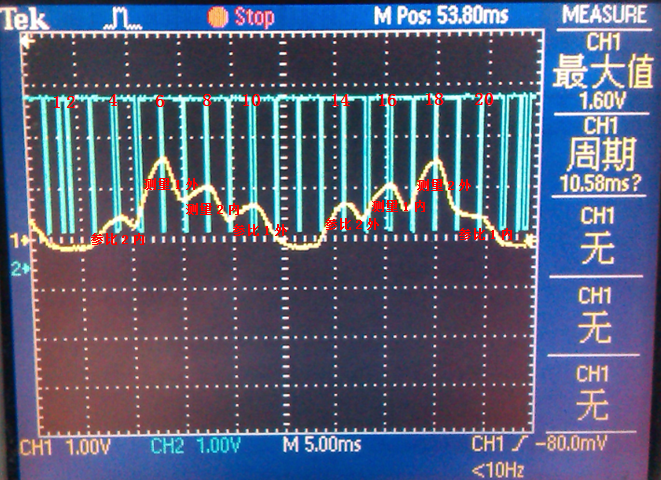 Tek Stop M Pos: 53.80ms MEASURE
CH1
最大值
1.60V
CH1
周期
10.58ms?
CH1
无
CH1
无
CH1
无
1 2 4 6 8 10 14 16 18 20
测量1外
测量2内
参比1外
参比2内
测量1内
测量2外
参比2外
参比1内
1
2
CH1 1.00V CH2 1.00V M 5.00ms CH1 -80.0mV
<10Hz